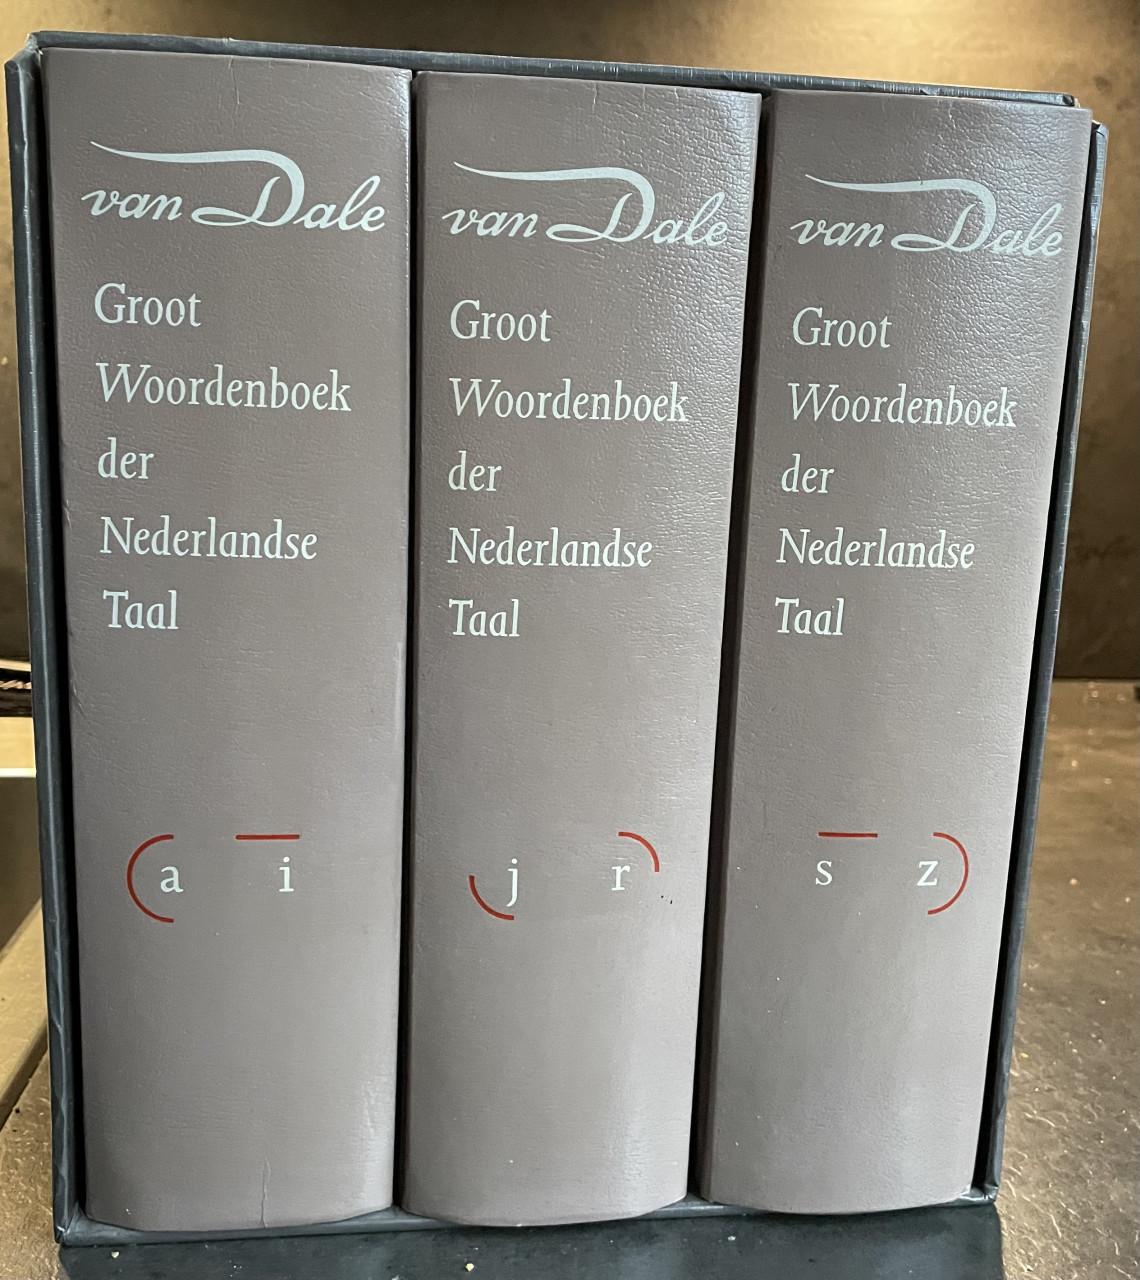 van Dale
Groot
Woordenboek
der
Nederlandse
Taal
a i
van Dale
Groot
Woordenboek
der
Nederlandse
Taal
j r
van Dale
Groot
Woordenboek
der
Nederlandse
Taal
s z